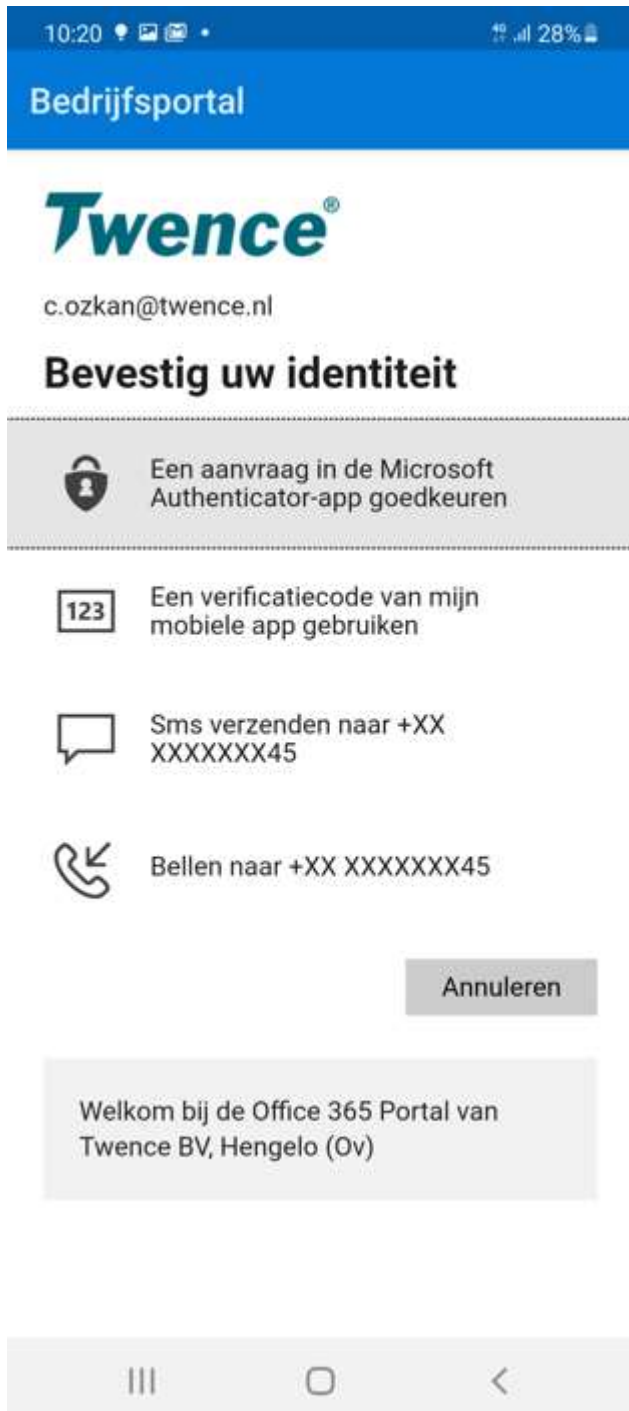 10:20
28%
Bedrijfsportal
Twence®
c.ozkan@twence.nl
Bevestig uw identiteit
Een aanvraag in de Microsoft
Authenticator-app goedkeuren
123
Een verificatiecode van mijn
mobiele app gebruiken
Sms verzenden naar +XX
XXXXXXX45
Bellen naar +XX XXXXXXX45
Annuleren
Welkom bij de Office 365 Portal van
Twence BV, Hengelo (Ov)